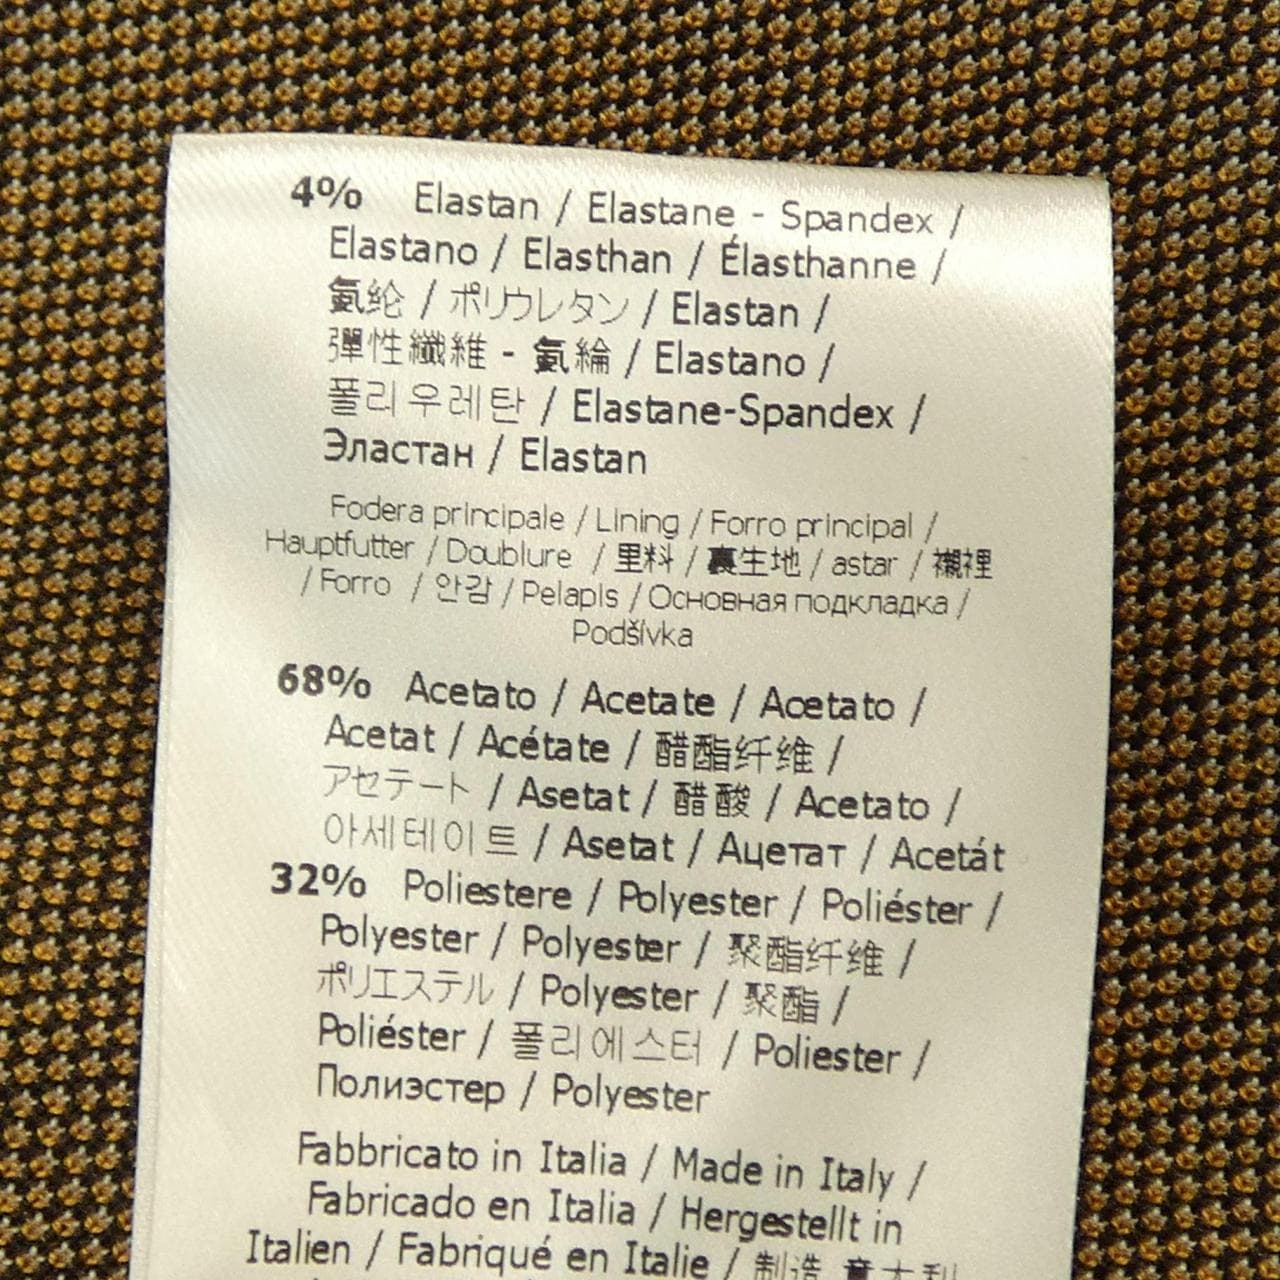 4% Elastan / Elastane - Spandex /
Elastano / Elasthan / Élasthanne /
氨纶 / ポリウレタン / Elastan /
彈性纖維 - 氨綸 / Elastano /
폴리우레탄 / Elastane-Spandex /
Эластан / Elastan
Fodera principale / Lining / Forro principal /
Hauptfutter / Doublure / 里料 / 裏生地 / astar / 襯裡
/ Forro / 안감 / Pelapis / Основная подкладка /
Podšívka
68% Acetato / Acetate / Acetato /
Acetat / Acétate / 醋酯纤维 /
アセテート / Asetat / 醋酸 / Acetato /
아세테이트 / Asetat / Ацетат / Acetát
32% Poliestere / Polyester / Poliéster /
Polyester / Polyester / 聚酯纤维 /
ポリエステル / Polyester / 聚酯 /
Poliéster / 폴리에스터 / Poliester /
Полиэстер / Polyester
Fabbricato in Italia / Made in Italy /
Fabricado en Italia / Hergestellt in
Italien / Fabriqué en Italie / 制造 意大利